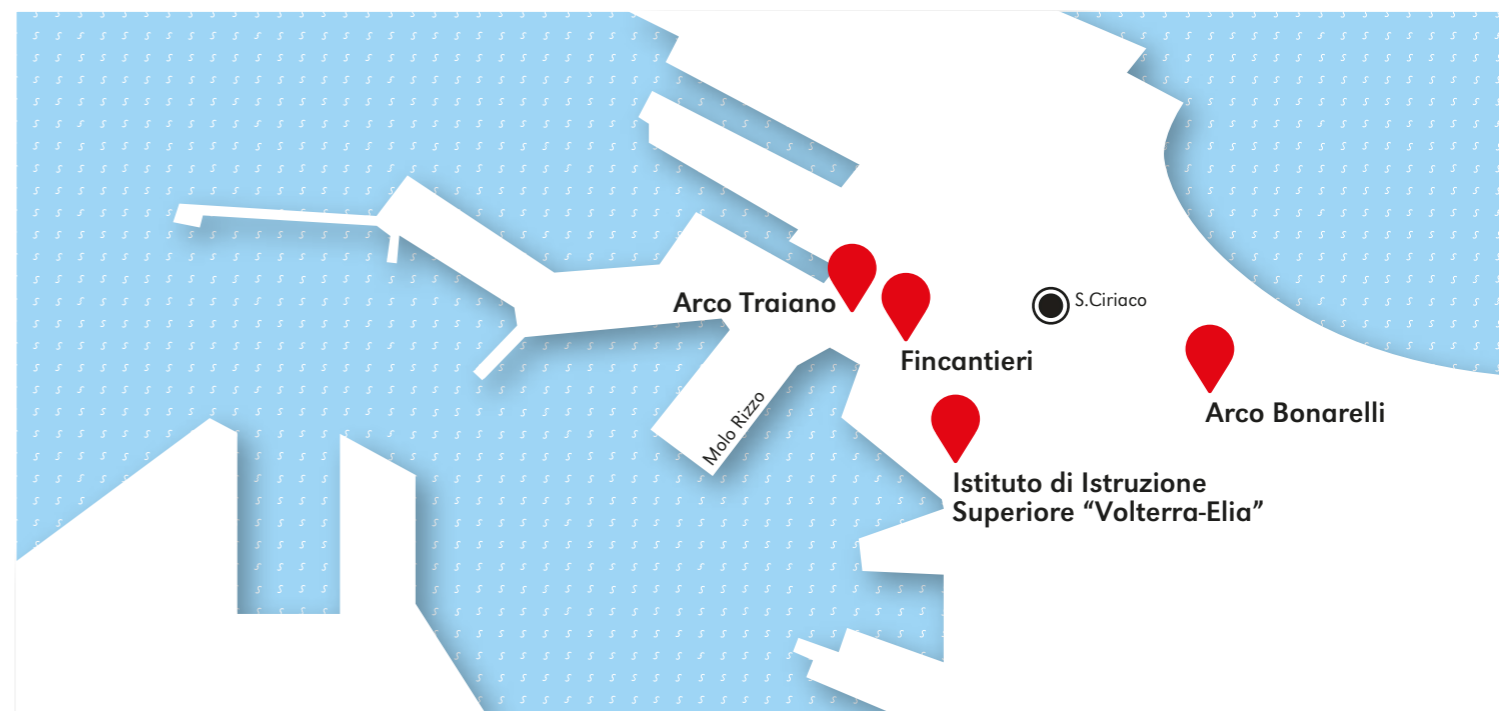 Arco Traiano
S.Ciriaco
Fincantieri
Arco Bonarelli
Molo Rizzo
Istituto di Istruzione
Superiore “Volterra-Elia”